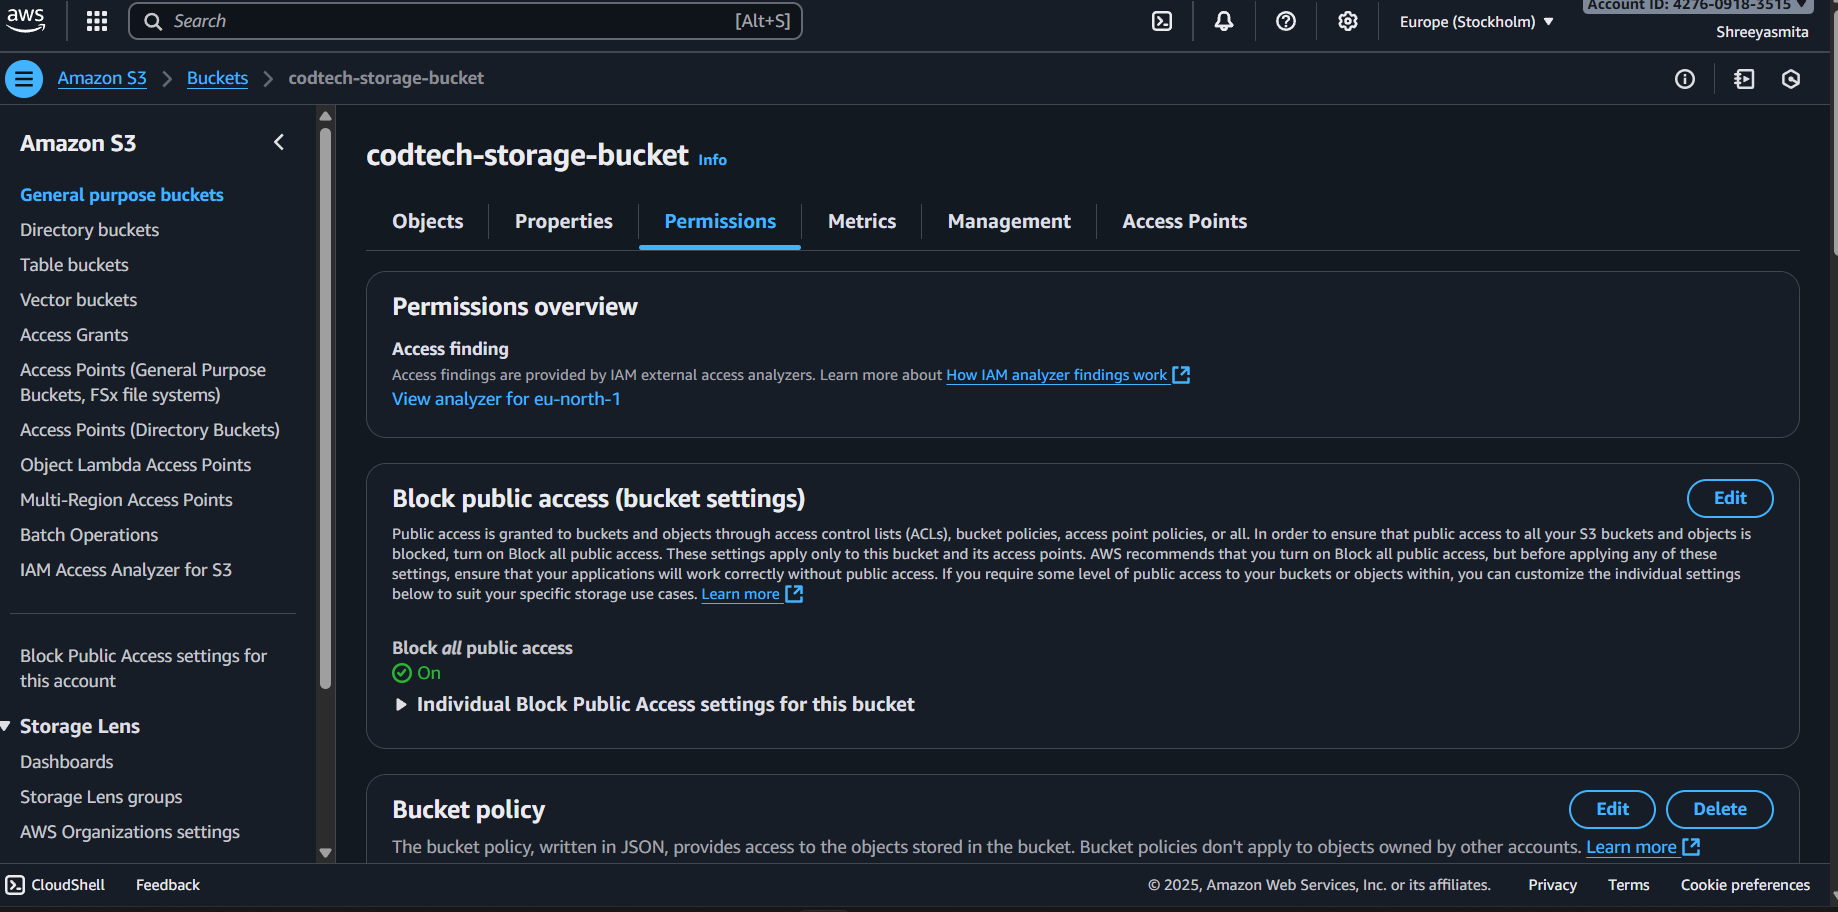 aws
Search
[Alt+S]
Europe (Stockholm)
Account ID: 4276-0918-3515
Shreeyasmita
Amazon S3
Buckets
codtech-storage-bucket
Amazon S3
General purpose buckets
Directory buckets
Table buckets
Vector buckets
Access Grants
Access Points (General Purpose
Buckets, FSx file systems)
Access Points (Directory Buckets)
Object Lambda Access Points
Multi-Region Access Points
Batch Operations
IAM Access Analyzer for S3
Block Public Access settings for
this account
Storage Lens
Dashboards
Storage Lens groups
AWS Organizations settings
codtech-storage-bucket Info
Objects
Properties
Permissions
Metrics
Management
Access Points
Permissions overview
Access finding
Access findings are provided by IAM external access analyzers. Learn more about How IAM analyzer findings work
View analyzer for eu-north-1
Block public access (bucket settings)
Edit
Public access is granted to buckets and objects through access control lists (ACLs), bucket policies, access point policies, or all. In order to ensure that public access to all your S3 buckets and objects is
blocked, turn on Block all public access. These settings apply only to this bucket and its access points. AWS recommends that you turn on Block all public access, but before applying any of these
settings, ensure that your applications will work correctly without public access. If you require some level of public access to your buckets or objects within, you can customize the individual settings
below to suit your specific storage use cases. Learn more
Block all public access
On
Individual Block Public Access settings for this bucket
Bucket policy
Edit
Delete
The bucket policy, written in JSON, provides access to the objects stored in the bucket. Bucket policies don't apply to objects owned by other accounts. Learn more
CloudShell
Feedback
© 2025, Amazon Web Services, Inc. or its affiliates.
Privacy
Terms
Cookie preferences